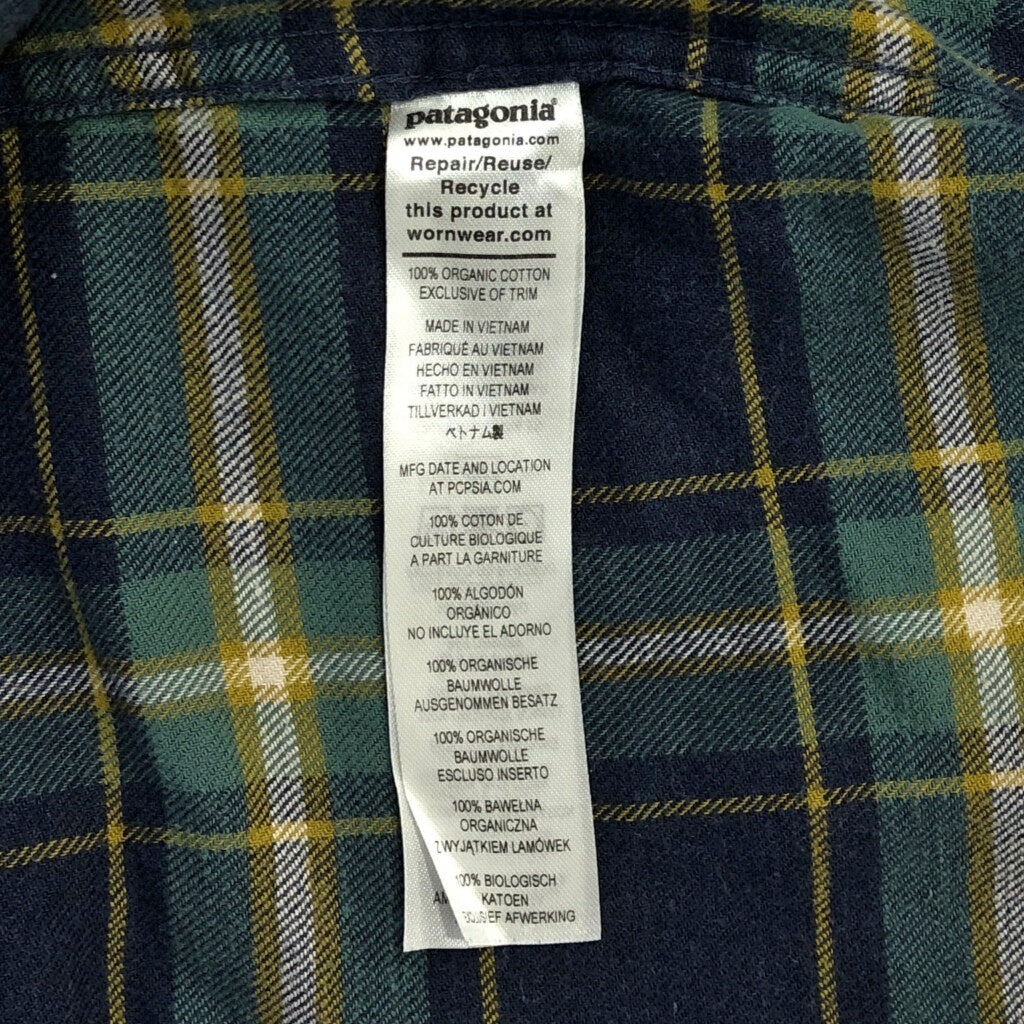 patagonia®
www.patagonia.com
Repair/Reuse/
Recycle
this product at
wornwear.com
100% ORGANIC COTTON
EXCLUSIVE OF TRIM
MADE IN VIETNAM
FABRIQUÉ AU VIETNAM
HECHO EN VIETNAM
FATTO IN VIETNAM
TILLVERKAD I VIETNAM
ベトナム製
MFG DATE AND LOCATION
AT PCPSIA.COM
100% COTON DE
CULTURE BIOLOGIQUE
A PART LA GARNITURE
100% ALGODÓN
ORGÁNICO
NO INCLUYE EL ADORNO
100% ORGANISCHE
BAUMWOLLE
AUSGENOMMEN BESATZ
100% ORGANISCHE
BAUMWOLLE
ESCLUSO INSERTO
100% BAWEŁNA
ORGANICZNA
ZWYJĄTKIEM LAMÓWEK
100% BIOLOGISCH
KATOEN
AFWERKING